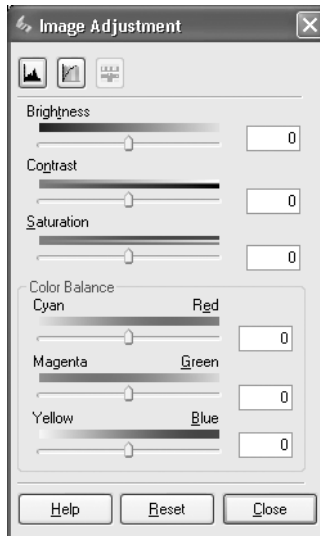 Image Adjustment
Brightness
0
Contrast
0
Saturation
0
Color Balance
Cyan Red
0
Magenta Green
0
Yellow Blue
0
Help Reset Close